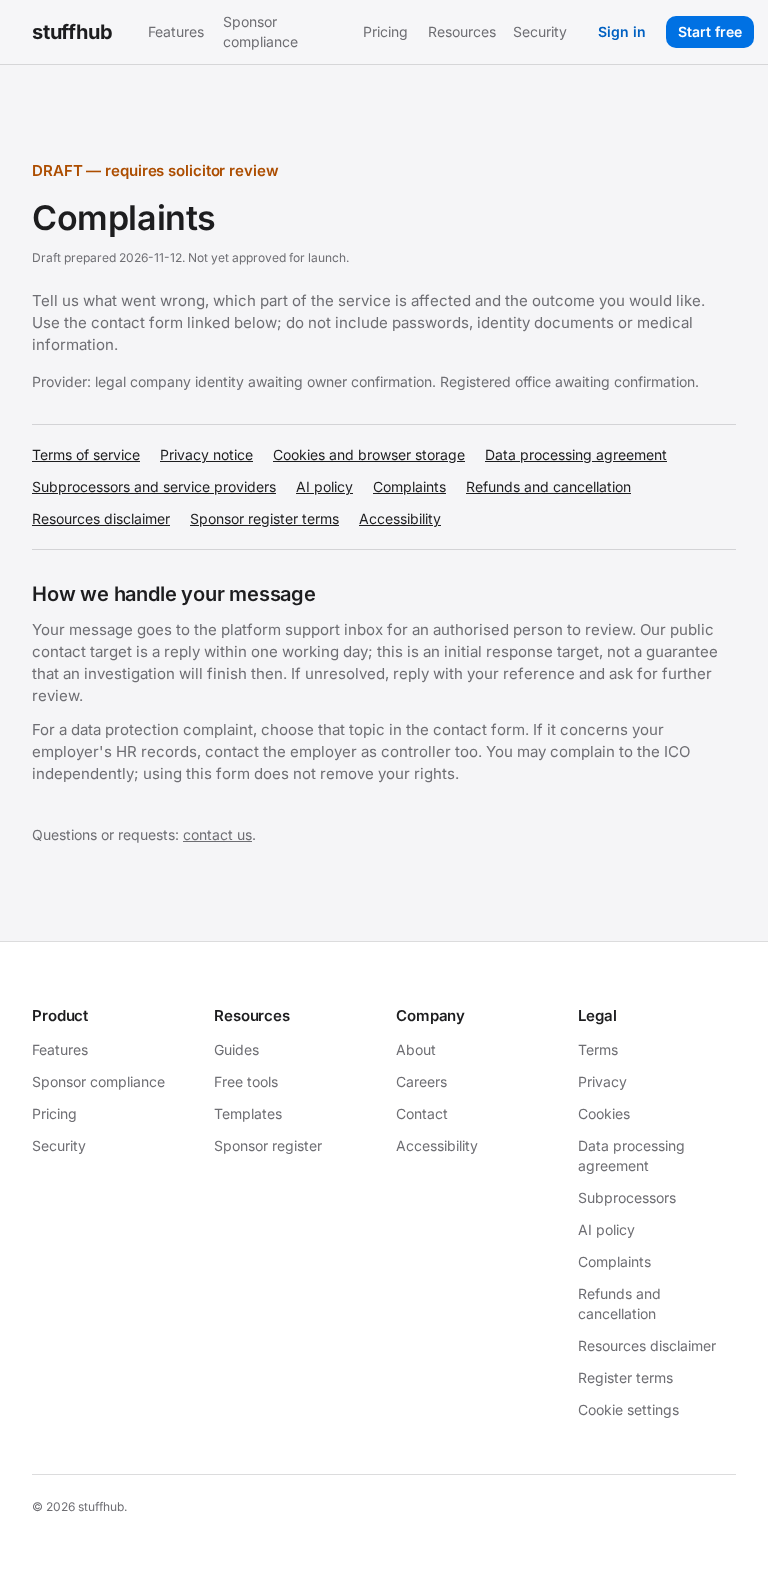 stuffhub
Features
Sponsor
compliance
Pricing
Resources
Security
Sign in
Start free
DRAFT — requires solicitor review
Complaints
Draft prepared 2026-11-12. Not yet approved for launch.
Tell us what went wrong, which part of the service is affected and the outcome you would like.
Use the contact form linked below; do not include passwords, identity documents or medical
information.
Provider: legal company identity awaiting owner confirmation. Registered office awaiting confirmation.
Terms of service Privacy notice Cookies and browser storage Data processing agreement
Subprocessors and service providers AI policy Complaints Refunds and cancellation
Resources disclaimer Sponsor register terms Accessibility
How we handle your message
Your message goes to the platform support inbox for an authorised person to review. Our public
contact target is a reply within one working day; this is an initial response target, not a guarantee
that an investigation will finish then. If unresolved, reply with your reference and ask for further
review.
For a data protection complaint, choose that topic in the contact form. If it concerns your
employer's HR records, contact the employer as controller too. You may complain to the ICO
independently; using this form does not remove your rights.
Questions or requests: contact us.
Product
Features
Sponsor compliance
Pricing
Security
Resources
Guides
Free tools
Templates
Sponsor register
Company
About
Careers
Contact
Accessibility
Legal
Terms
Privacy
Cookies
Data processing
agreement
Subprocessors
AI policy
Complaints
Refunds and
cancellation
Resources disclaimer
Register terms
Cookie settings
© 2026 stuffhub.